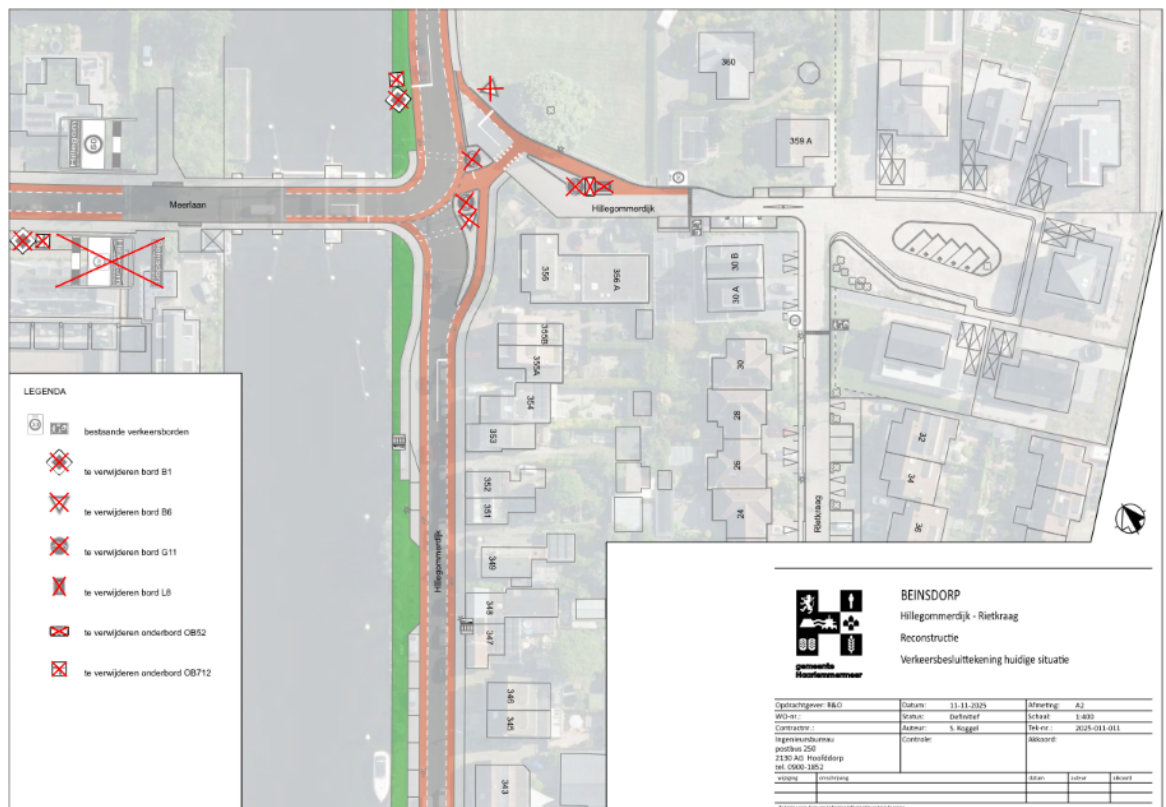 360
359 A
Hillegom
Meerlaan
Hillegommerdijk
356
356 A
30 B
30 A
355B
355A
354
353
352
351
349
348
347
346
345
343
30
28
26
24
32
34
36
Rietkraag
Hillegommerdijk
LEGENDA
bestaande verkeersborden
te verwijderen bord B1
te verwijderen bord B6
te verwijderen bord G11
te verwijderen bord L8
te verwijderen onderbord OB52
te verwijderen onderbord OB712
gemeente
Haarlemmermeer
BEINSDORP
Hillegommerdijk - Rietkraag
Reconstructie
Verkeersbesluittekening huidige situatie
Opdrachtgever: B&O Datum: 11-11-2025 Afmeting: A2
WO-nr.: Status: Definitief Schaal: 1:400
Contractnr.: Auteur: S. Koggel Tek-nr.: 2025-011-011
Ingenieursbureau Controle: Akkoord:
postbus 250
2130 AG Hoofddorp
tel. 0900-1852
wijziging omschrijving datum auteur akkoord